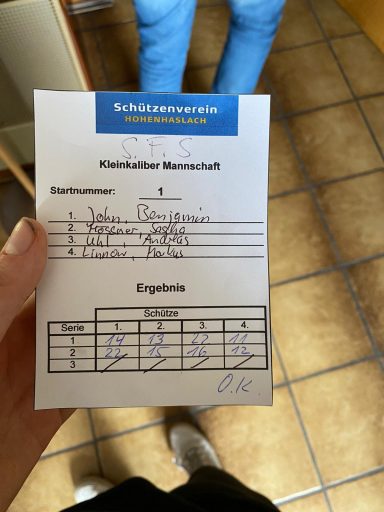 Schützenverein
HOHENHASLACH
S.F.S
Kleinkaliber Mannschaft
Startnummer: 1
1. John, Benjamin
2. Messner, Sascha
3. Uhl, Andreas
4. Linnow, Markus
Ergebnis
Schütze
Serie 1. 2. 3. 4.
1 14 13 22 11
2 22 15 16 12
3 / / / /
O.K.